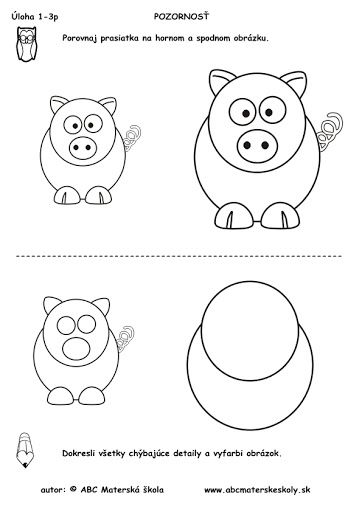 Úloha 1-3p POZORNOSŤ
Porovnaj prasiatka na hornom a spodnom obrázku.
Dokresli všetky chýbajúce detaily a vyfarbi obrázok.
autor: © ABC Materská škola www.abcmaterskeskoly.sk